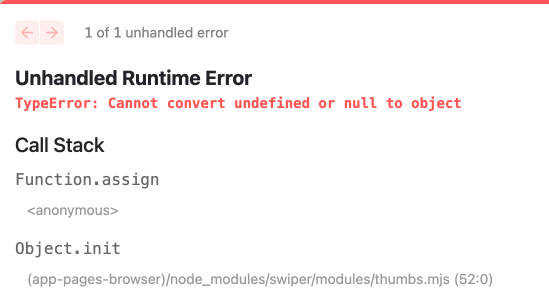 1 of 1 unhandled error
Unhandled Runtime Error
TypeError: Cannot convert undefined or null to object
Call Stack
Function.assign
<anonymous>
Object.init
(app-pages-browser)/node_modules/swiper/modules/thumbs.mjs (52:0)